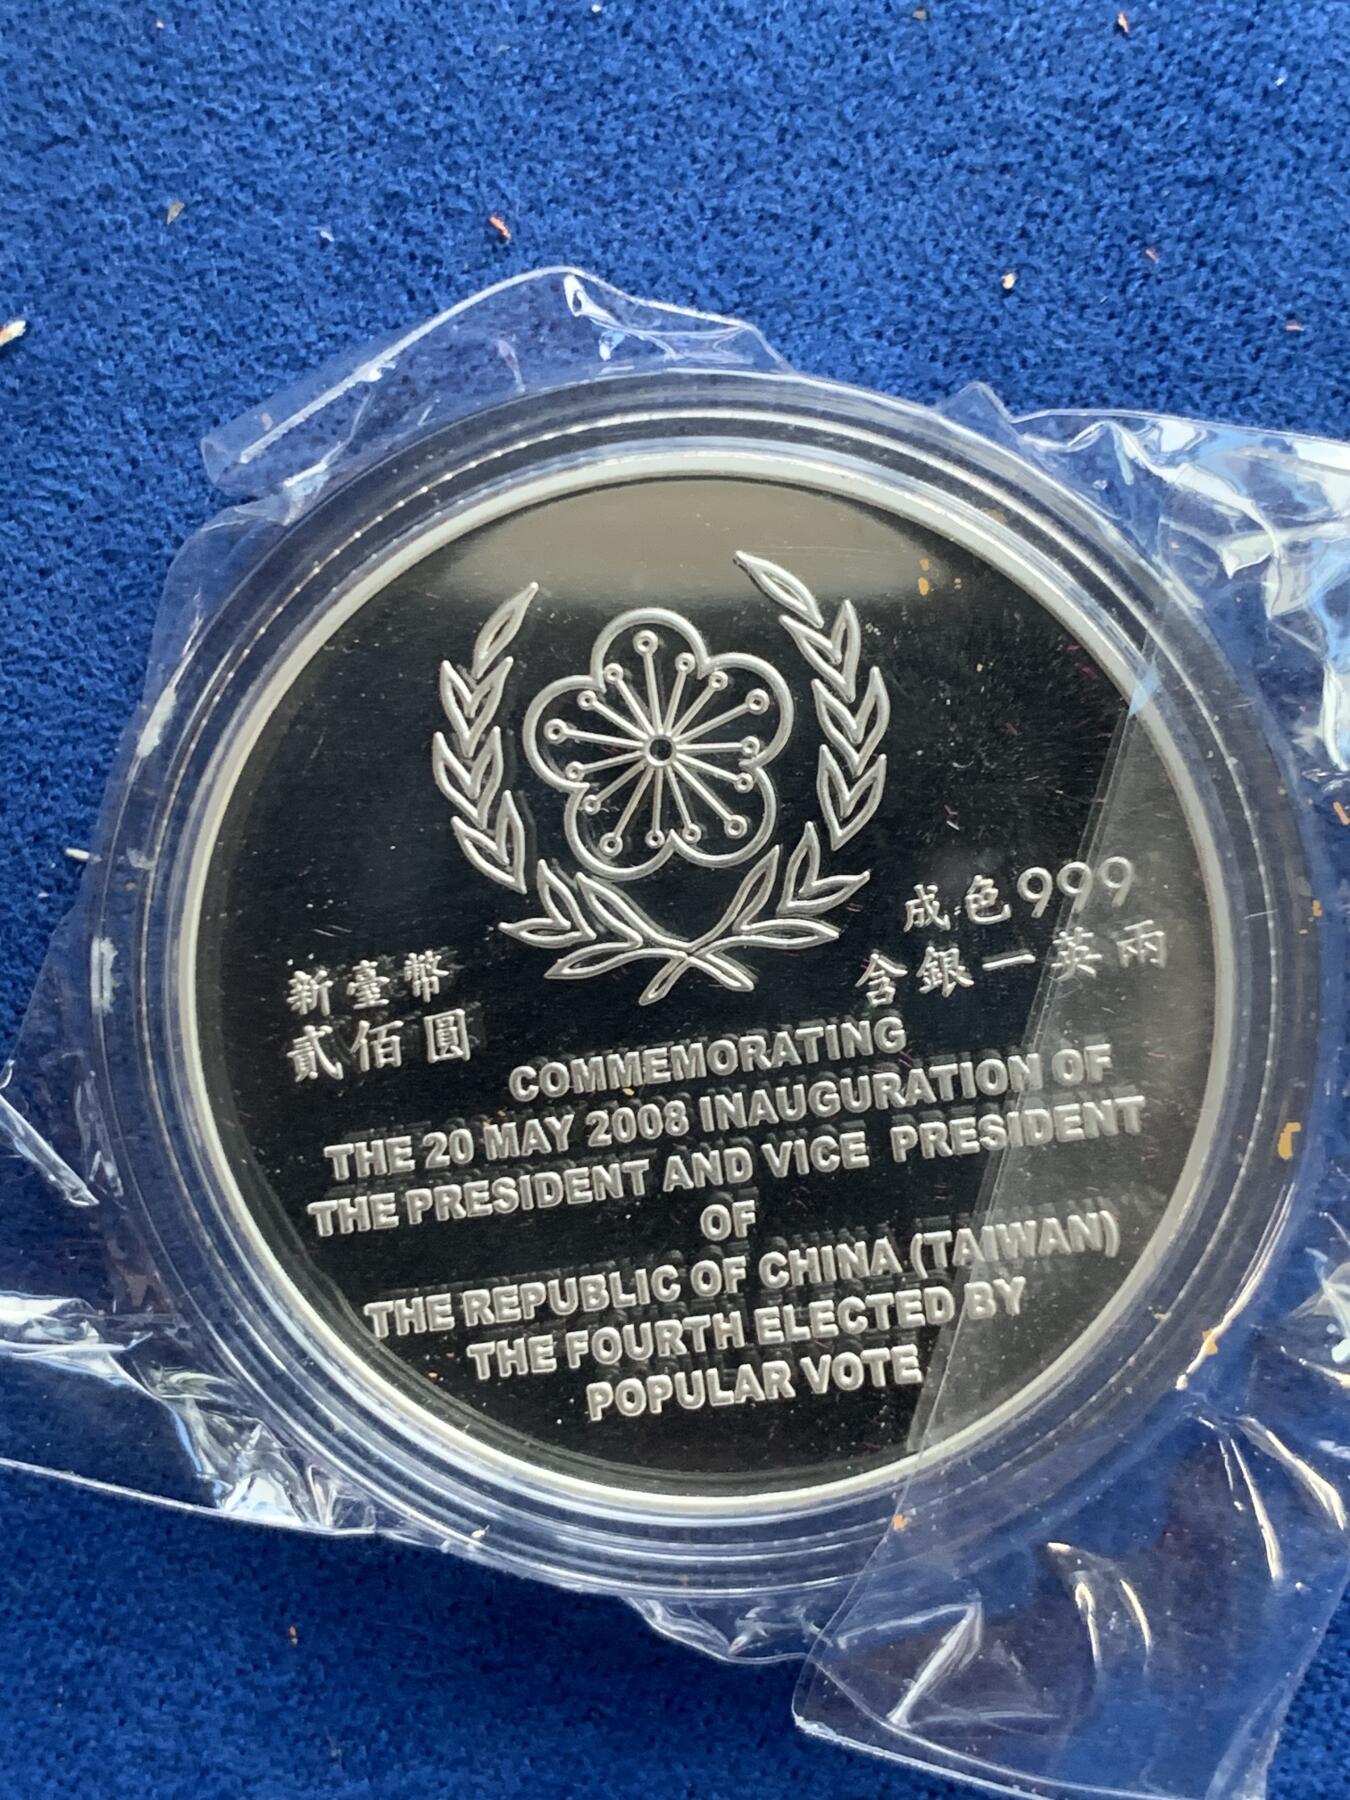 成色999
含銀一英兩
新臺幣
貳佰圓
COMMEMORATING
THE 20 MAY 2008 INAUGURATION OF
THE PRESIDENT AND VICE PRESIDENT
OF
THE REPUBLIC OF CHINA (TAIWAN)
THE FOURTH ELECTED BY
POPULAR VOTE